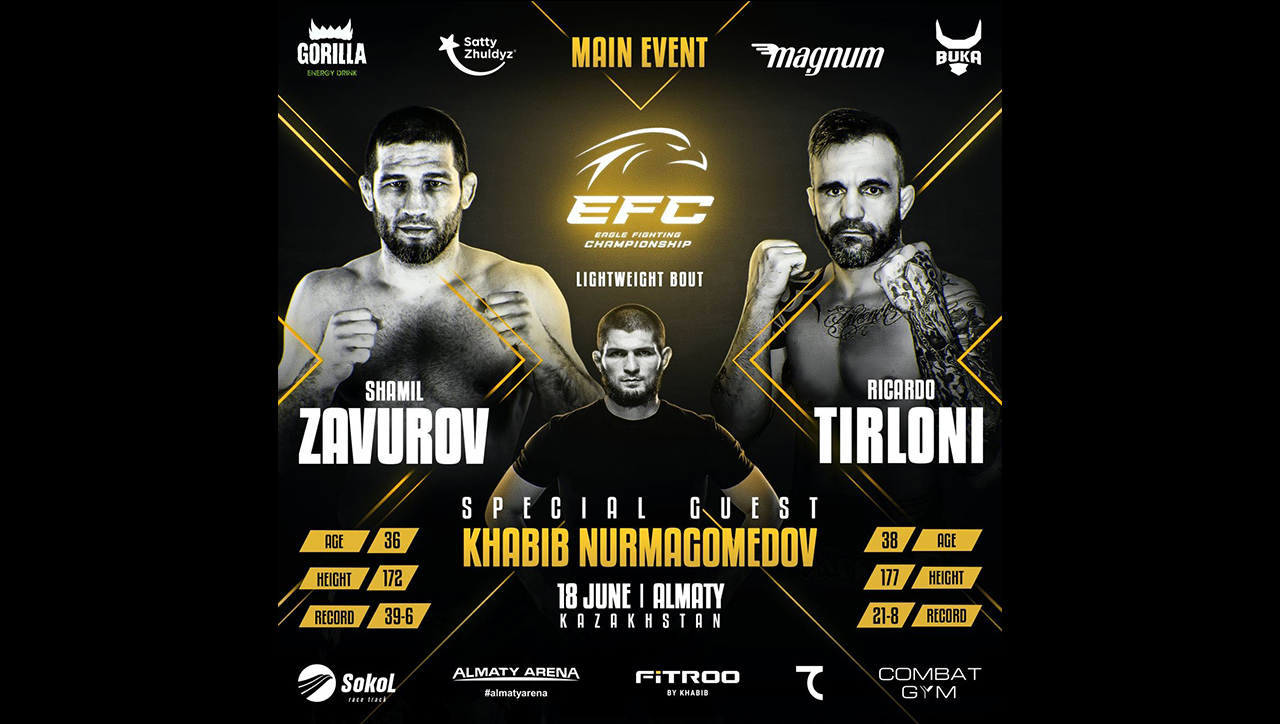 GORILLA
ENERGY DRINK
Satty
Zhuldyz®
MAIN EVENT
magnum
BUKA
EFC
EAGLE FIGHTING
CHAMPIONSHIP
LIGHTWEIGHT BOUT
SHAMIL
ZAVUROV
RICARDO
TIRLONI
SPECIAL GUEST
KHABIB NURMAGOMEDOV
18 JUNE | ALMATY
KAZAKHSTAN
AGE 36
HEIGHT 172
RECORD 39-6
38 AGE
177 HEIGHT
21-8 RECORD
SOKOL
race track
ALMATY ARENA
#almatyarena
FiTROO
BY KHABIB
COMBAT
GYM